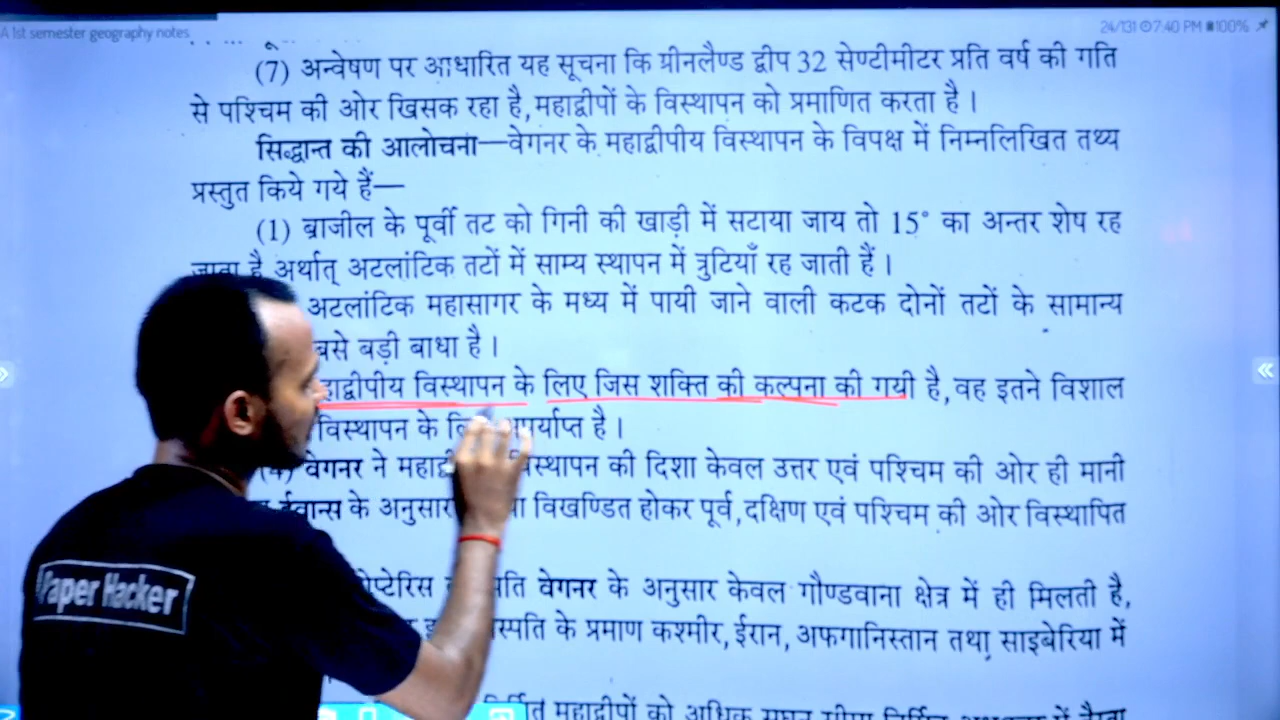 A 1st semester geography notes
24/131 7:40 PM 100%
(7) अन्वेषण पर आधारित यह सूचना कि ग्रीनलैण्ड द्वीप 32 सेण्टीमीटर प्रति वर्ष की गति
से पश्चिम की ओर खिसक रहा है, महाद्वीपों के विस्थापन को प्रमाणित करता है।
सिद्धान्त की आलोचना—वेगनर के महाद्वीपीय विस्थापन के विपक्ष में निम्नलिखित तथ्य
प्रस्तुत किये गये हैं—
(1) ब्राजील के पूर्वी तट को गिनी की खाड़ी में सटाया जाय तो 15° का अन्तर शेष रह
जाता है अर्थात् अटलांटिक तटों में साम्य स्थापन में त्रुटियाँ रह जाती हैं।
अटलांटिक महासागर के मध्य में पायी जाने वाली कटक दोनों तटों के सामान्य
बसे बड़ी बाधा है।
हाद्वीपीय विस्थापन के लिए जिस शक्ति की कल्पना की गयी है, वह इतने विशाल
विस्थापन के पर्याप्त है।
वेगनर ने विस्थापन की दिशा केवल उत्तर एवं पश्चिम की ओर ही मानी
ईवान्स के अनुसार विखण्डित होकर पूर्व, दक्षिण एवं पश्चिम की ओर विस्थापित
प्टेरिस वेगनर के अनुसार केवल गौण्डवाना क्षेत्र में ही मिलती है,
स्पति के प्रमाण कश्मीर, ईरान, अफगानिस्तान तथा साइबेरिया में
महाद्वीपों को अधिक
Paper Hacker